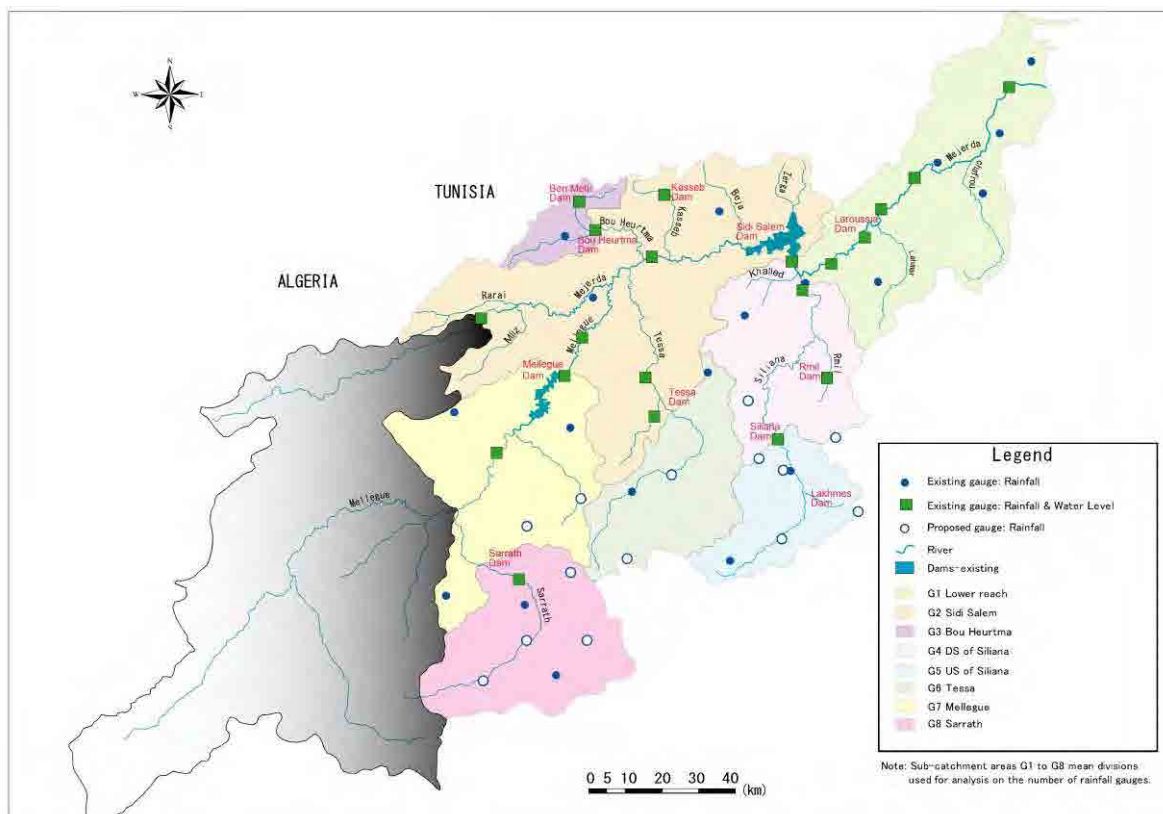 N
W
E
S
TUNISIA
ALGERIA
Ben Metir
Dam
Kasseb
Dam
Kasseb
Beja
Zerga
Sidi Salem
Dam
Bou Heurtma
Bou Heurtma
Dam
Laroussia
Dam
Mejerda
Chafrou
Lahmar
Khalled
Rarai
Mejerda
Mliz
Mellegue
Tessa
Siliana
Rmil
Mellegue
Dam
Rmil
Dam
Tessa
Dam
Siliana
Dam
Lakhmes
Dam
Mellegue
Sarrath
Dam
Sarrath
Legend
Existing gauge: Rainfall
Existing gauge: Rainfall & Water Level
Proposed gauge: Rainfall
River
Dams-existing
G1 Lower reach
G2 Sidi Salem
G3 Bou Heurtma
G4 DS of Siliana
G5 US of Siliana
G6 Tessa
G7 Mellegue
G8 Sarrath
Note: Sub-catchment areas G1 to G8 mean divisions
used for analysis on the number of rainfall gauges.
0 5 10 20 30 40
(km)